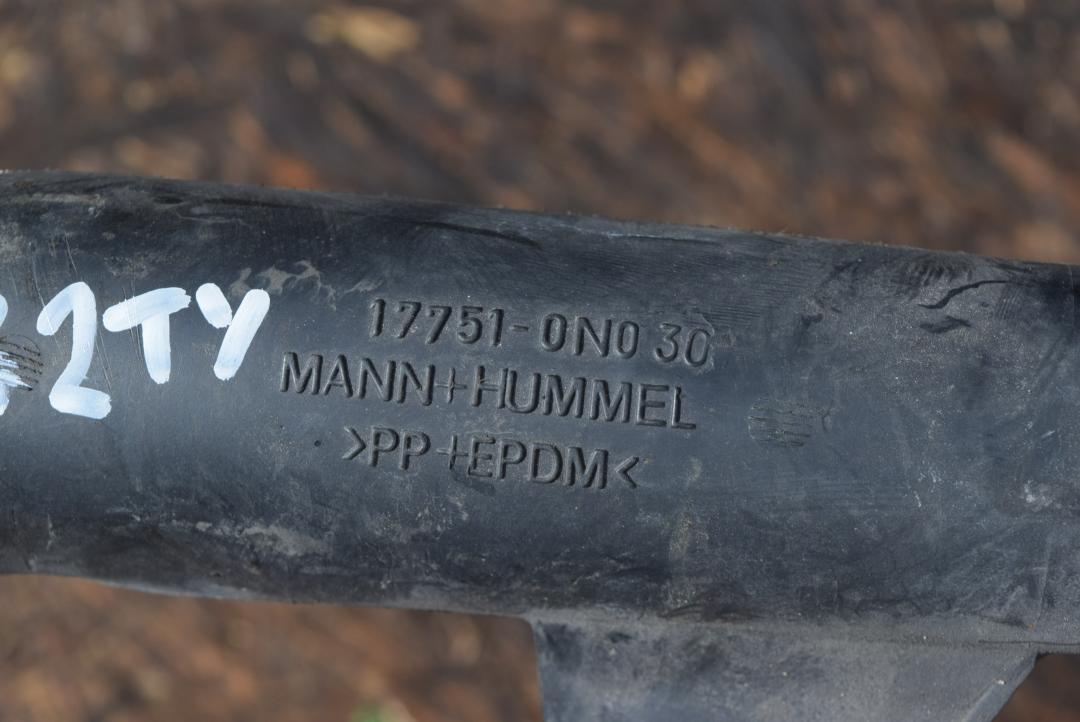 2TY
17751-0N0 30
MANN+HUMMEL
>PP+EPDM<